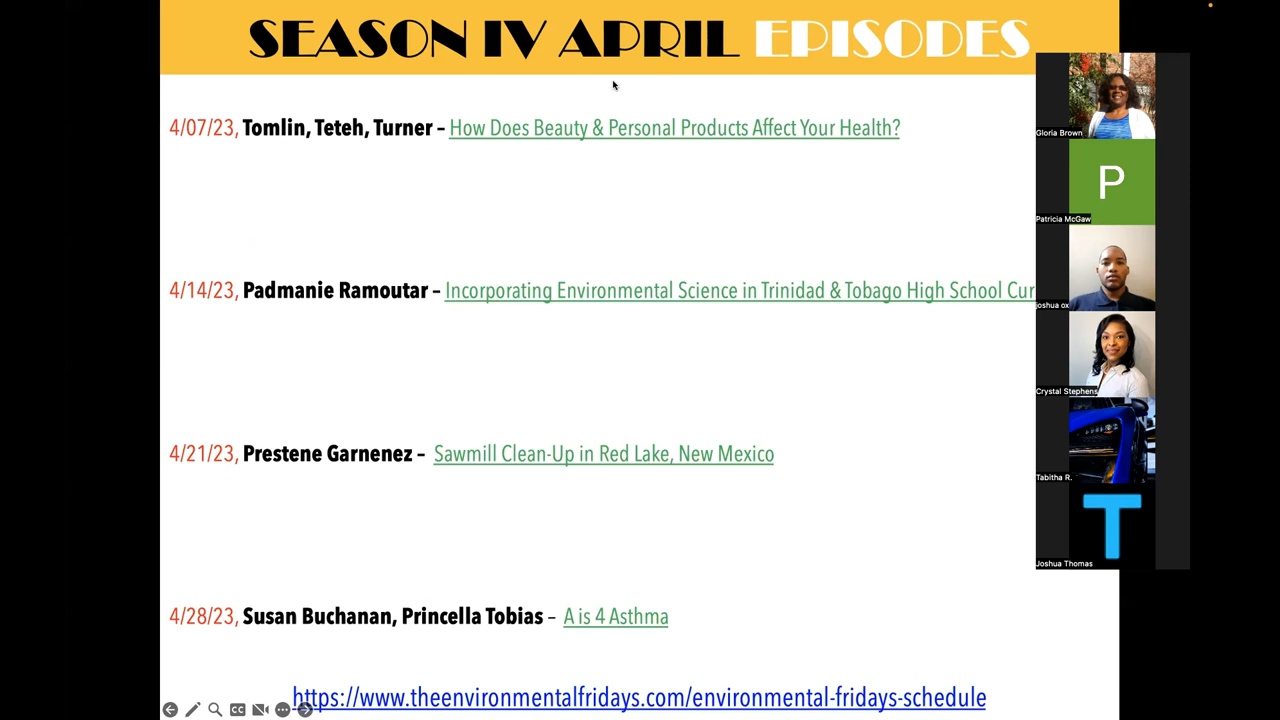 SEASON IV APRIL EPISODES
4/07/23, Tomlin, Teteh, Turner – How Does Beauty & Personal Products Affect Your Health?
4/14/23, Padmanie Ramoutar – Incorporating Environmental Science in Trinidad & Tobago High School Cur
4/21/23, Prestene Garnenez – Sawmill Clean-Up in Red Lake, New Mexico
4/28/23, Susan Buchanan, Princella Tobias – A is 4 Asthma
https://www.theenvironmentalfridays.com/environmental-fridays-schedule
CC
Gloria Brown
P
Patricia McGaw
joshua ox
Crystal Stephens
Tabitha R.
T
Joshua Thomas